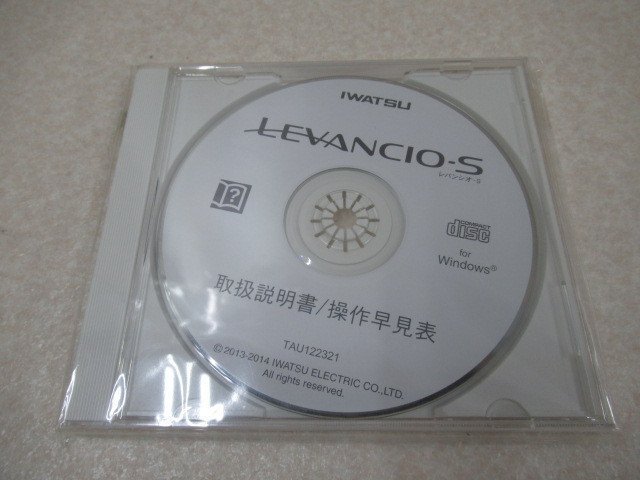 IWATSU
LEVANCIO-S
レバンシオ-S
?
COMPACT
disc
for
Windows®
取扱説明書/操作早見表
TAU122321
© 2013-2014 IWATSU ELECTRIC CO.,LTD.
All rights reserved.